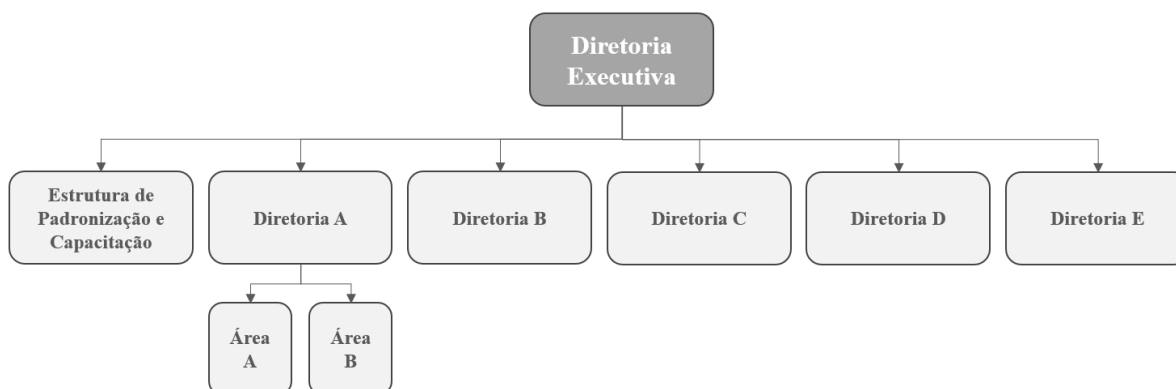 Diretoria
Executiva
Estrutura de
Padronização e
Capacitação
Diretoria A
Diretoria B
Diretoria C
Diretoria D
Diretoria E
Área
A
Área
B